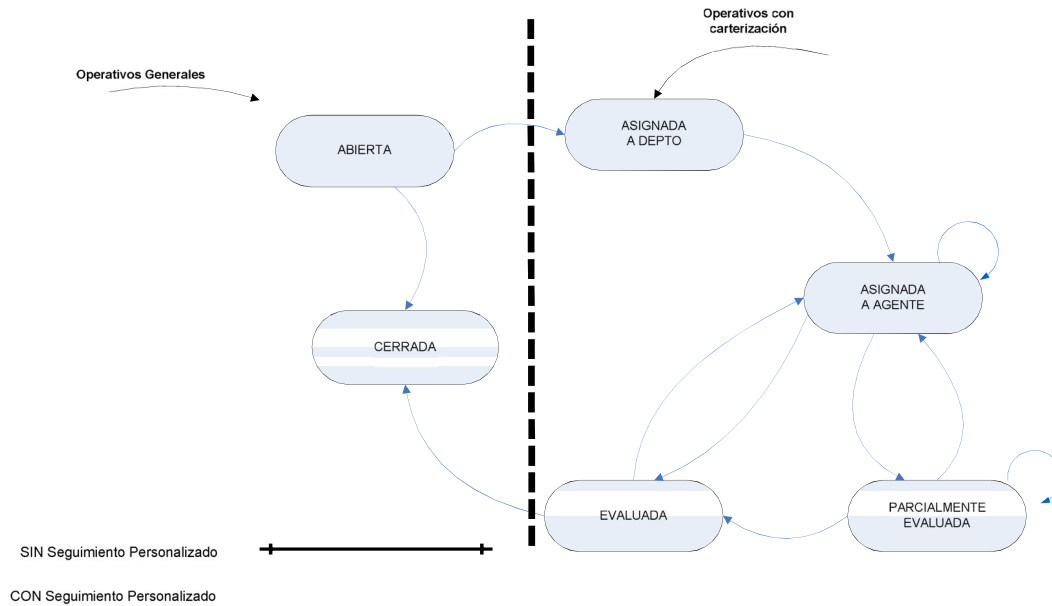 Operativos con
carterización
Operativos Generales
ABIERTA
ASIGNADA
A DEPTO
ASIGNADA
A AGENTE
CERRADA
EVALUADA
PARCIALMENTE
EVALUADA
SIN Seguimiento Personalizado
CON Seguimiento Personalizado